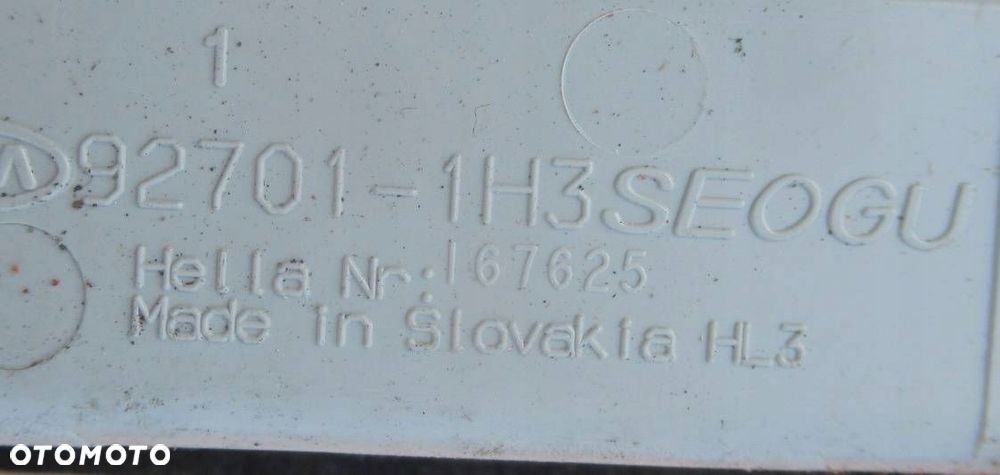 1
92701-1H3SEOGU
Hella Nr.:167625
Made in Slovakia HL3
OTOMOTO